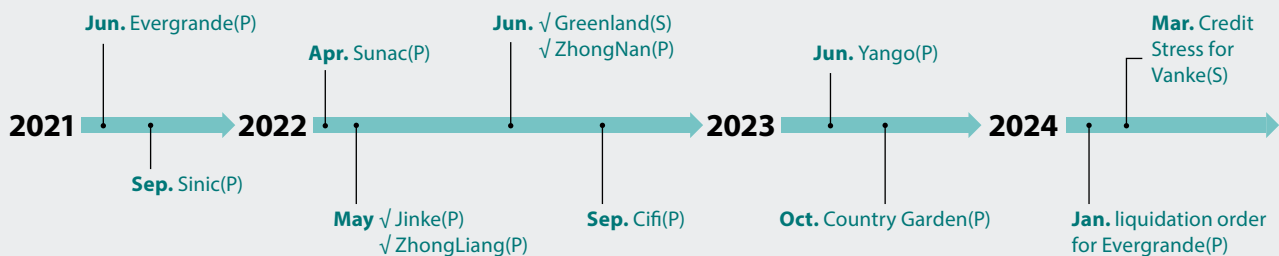 Jun. Evergrande(P)
Sep. Sinic(P)
2021
2022
Apr. Sunac(P)
May √ Jinke(P)
√ ZhongLiang(P)
Jun. √ Greenland(S)
√ ZhongNan(P)
Sep. Cifi(P)
2023
Jun. Yango(P)
Oct. Country Garden(P)
2024
Jan. liquidation order
for Evergrande(P)
Mar. Credit
Stress for
Vanke(S)